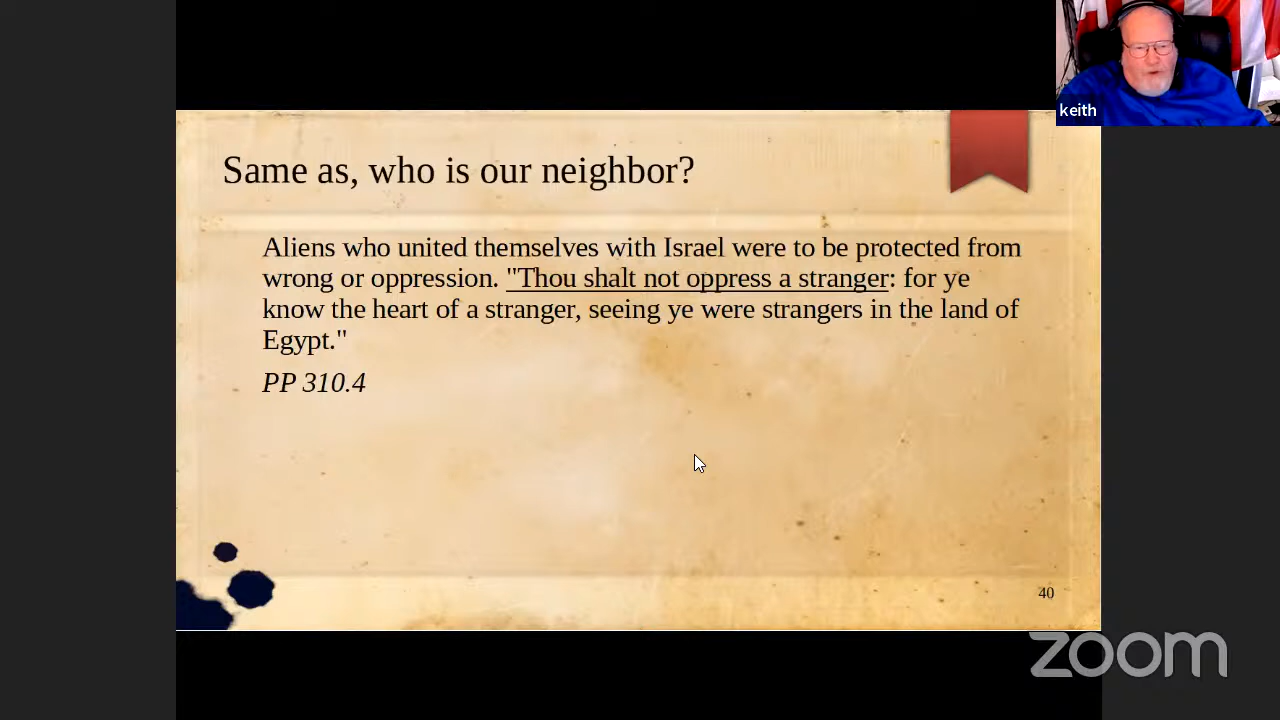 keith
Same as, who is our neighbor?
Aliens who united themselves with Israel were to be protected from
wrong or oppression. "Thou shalt not oppress a stranger: for ye
know the heart of a stranger, seeing ye were strangers in the land of
Egypt."
PP 310.4
40
zoom